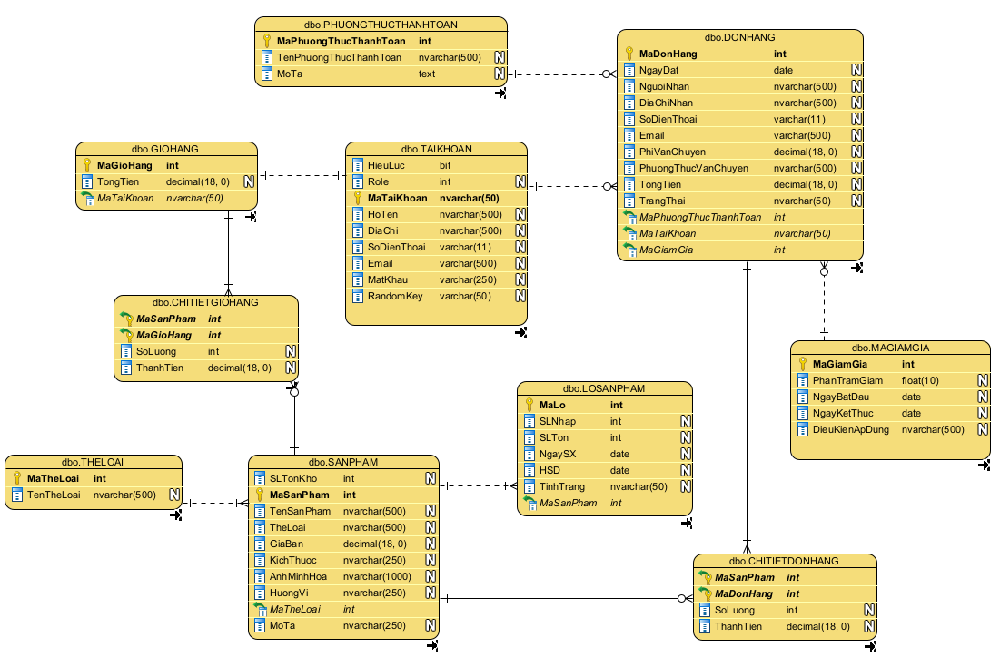 dbo.PHUONGTHUCTHANHTOAN
MaPhuongThucThanhToan int
TenPhuongThucThanhToan nvarchar(500) N
MoTa text N
dbo.DONHANG
MaDonHang int
NgayDat date N
NguoiNhan nvarchar(500) N
DiaChiNhan nvarchar(500) N
SoDienThoai varchar(11) N
Email varchar(500) N
PhiVanChuyen decimal(18, 0) N
PhuongThucVanChuyen nvarchar(500) N
TongTien decimal(18, 0) N
TrangThai nvarchar(50) N
MaPhuongThucThanhToan int
MaTaiKhoan nvarchar(50)
MaGiamGia int
dbo.GIOHANG
MaGioHang int
TongTien decimal(18, 0) N
MaTaiKhoan nvarchar(50)
dbo.TAIKHOAN
HieuLuc bit
Role int N
MaTaiKhoan nvarchar(50)
HoTen nvarchar(500) N
DiaChi nvarchar(500) N
SoDienThoai varchar(11) N
Email varchar(500) N
MatKhau varchar(250) N
RandomKey varchar(50) N
dbo.CHITIETGIOHANG
MaSanPham int
MaGioHang int
SoLuong int N
ThanhTien decimal(18, 0) N
dbo.MAGIAMGIA
MaGiamGia int
PhanTramGiam float(10) N
NgayBatDau date N
NgayKetThuc date N
DieuKienApDung nvarchar(500) N
dbo.LOSANPHAM
MaLo int
SLNhap int N
SLTon int N
NgaySX date N
HSD date N
TinhTrang nvarchar(50) N
MaSanPham int
dbo.THELOAI
MaTheLoai int
TenTheLoai nvarchar(500) N
dbo.SANPHAM
SLTonKho int N
MaSanPham int
TenSanPham nvarchar(500) N
TheLoai nvarchar(500) N
GiaBan decimal(18, 0) N
KichThuoc nvarchar(250) N
AnhMinhHoa nvarchar(1000) N
HuongVi nvarchar(250) N
MaTheLoai int
MoTa nvarchar(250) N
dbo.CHITIETDONHANG
MaSanPham int
MaDonHang int
SoLuong int N
ThanhTien decimal(18, 0) N